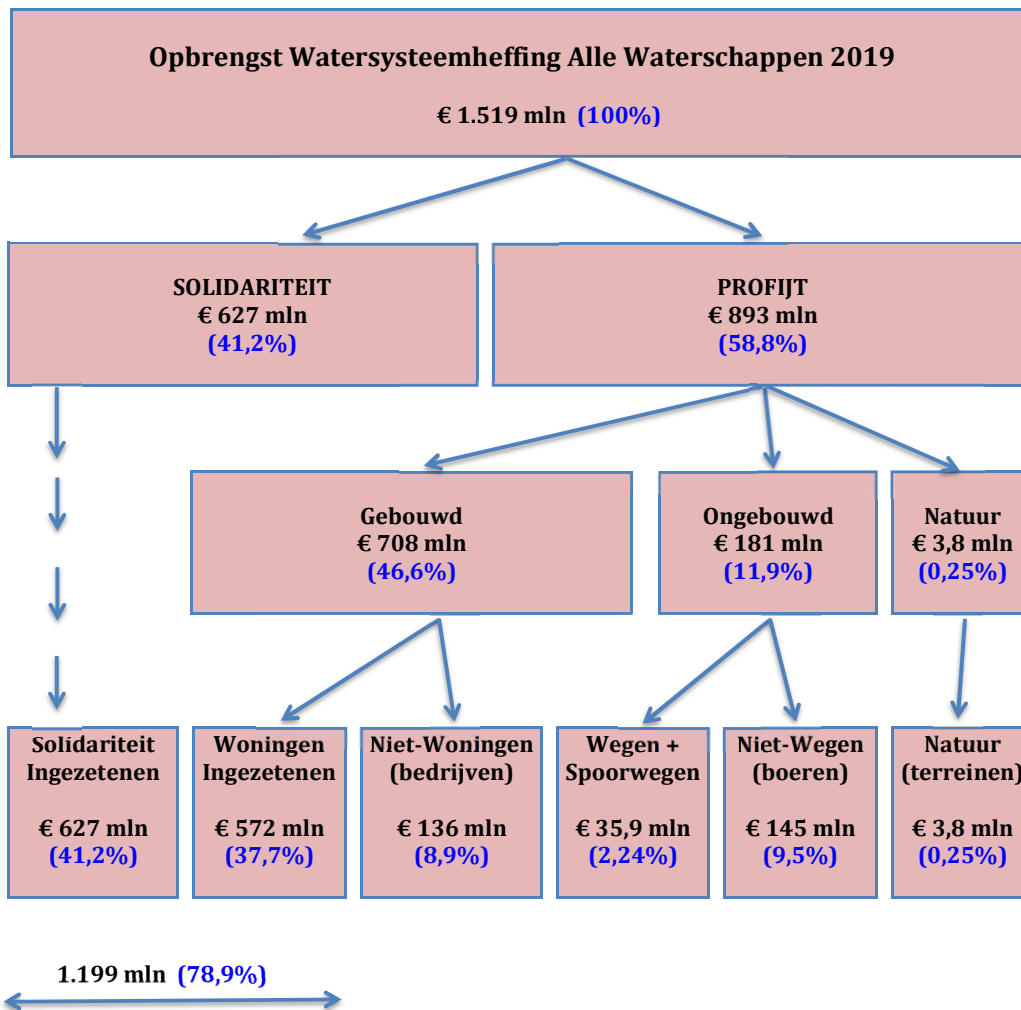 Opbrengst Watersysteemheffing Alle Waterschappen 2019
€ 1.519 mln (100%)
SOLIDARITEIT
€ 627 mln
(41,2%)
PROFIJT
€ 893 mln
(58,8%)
Gebouwd
€ 708 mln
(46,6%)
Ongebouwd
€ 181 mln
(11,9%)
Natuur
€ 3,8 mln
(0,25%)
Solidariteit
Ingezetenen
€ 627 mln
(41,2%)
Woningen
Ingezetenen
€ 572 mln
(37,7%)
Niet-Woningen
(bedrijven)
€ 136 mln
(8,9%)
Wegen +
Spoorwegen
€ 35,9 mln
(2,24%)
Niet-Wegen
(boeren)
€ 145 mln
(9,5%)
Natuur
(terreinen)
€ 3,8 mln
(0,25%)
1.199 mln (78,9%)